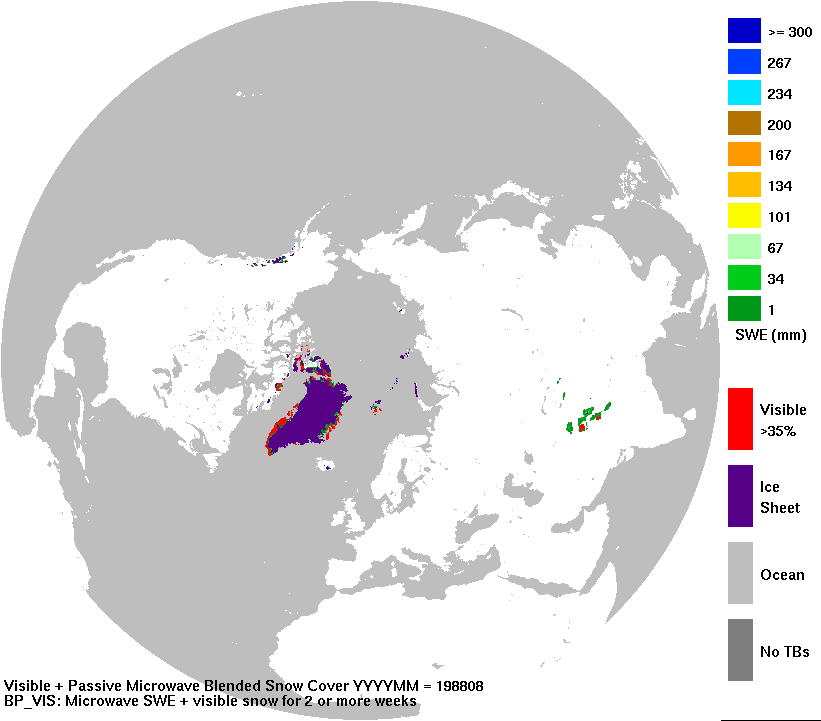 >= 300
267
234
200
167
134
101
67
34
1
SWE (mm)
Visible
>35%
Ice
Sheet
Ocean
No TBs
Visible + Passive Microwave Blended Snow Cover YYYYMM = 198808
BP_VIS: Microwave SWE + visible snow for 2 or more weeks